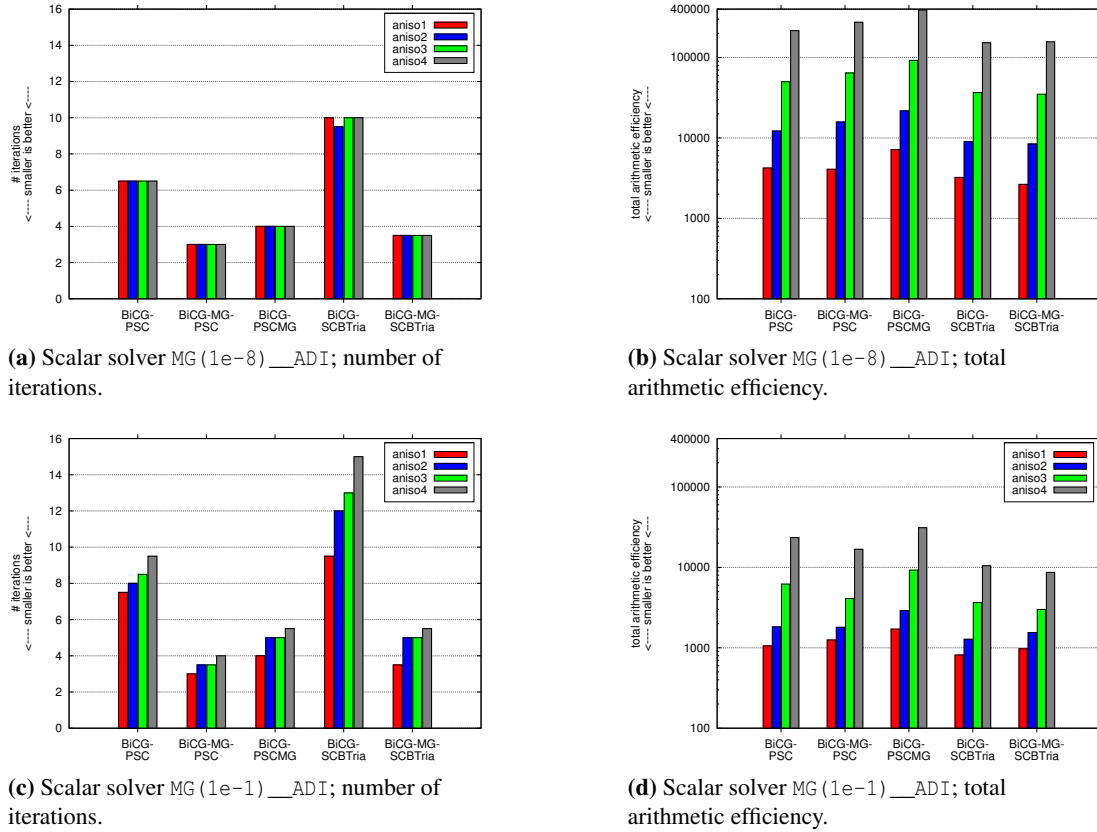 16
14
12
10
8
6
4
2
0
# iterations
<---- smaller is better <----
aniso1
aniso2
aniso3
aniso4
BiCG-
PSC
BiCG-MG-
PSC
BiCG-
PSCMG
BiCG-
SCBTria
BiCG-MG-
SCBTria
(a) Scalar solver MG(1e-8)__ADI; number of
iterations.
400000
100000
10000
1000
100
total arithmetic efficiency
<---- smaller is better <----
BiCG-
PSC
BiCG-MG-
PSC
BiCG-
PSCMG
BiCG-
SCBTria
BiCG-MG-
SCBTria
(b) Scalar solver MG(1e-8)__ADI; total
arithmetic efficiency.
16
14
12
10
8
6
4
2
0
# iterations
<---- smaller is better <----
aniso1
aniso2
aniso3
aniso4
BiCG-
PSC
BiCG-MG-
PSC
BiCG-
PSCMG
BiCG-
SCBTria
BiCG-MG-
SCBTria
(c) Scalar solver MG(1e-1)__ADI; number of
iterations.
400000
100000
10000
1000
100
total arithmetic efficiency
<---- smaller is better <----
aniso1
aniso2
aniso3
aniso4
BiCG-
PSC
BiCG-MG-
PSC
BiCG-
PSCMG
BiCG-
SCBTria
BiCG-MG-
SCBTria
(d) Scalar solver MG(1e-1)__ADI; total
arithmetic efficiency.